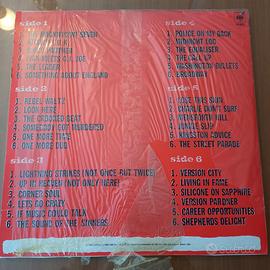 side 1
1. THE MAGNIFICENT SEVEN
4. IVAN MEETS G.I. JOE
5. THE LEADER
6. SOMETHING ABOUT ENGLAND
side 2
1. REBEL WALTZ
2. LOOK HERE
3. THE CROOKED BEAT
4. SOMEBODY GOT MURDERED
5. ONE MORE TIME
6. ONE MORE DUB
side 3
1. LIGHTNING STRIKES (NOT ONCE BUT TWICE)
2. UP IN HEAVEN (NOT ONLY HERE)
3. CORNER SOUL
4. LETS GO CRAZY
5. IF MUSIC COULD TALK
6. THE SOUND OF THE SINNERS
side 4
1. POLICE ON MY BACK
2. MIDNIGHT LOG
3. THE EQUALISER
4. THE CALL UP
5. WASHINGTON BULLETS
6. BROADWAY
side 5
1. LOSE THIS SKIN
2. CHARLIE DONT SURF
3. MENSFORTH HILL
4. JUNKIE SLIP
5. KINGSTON ADVICE
6. THE STREET PARADE
side 6
1. VERSION CITY
2. LIVING IN FAME
3. SILICONE ON SAPPHIRE
4. VERSION PARDNER
5. CAREER OPPORTUNITIES
6. SHEPHERDS DELIGHT